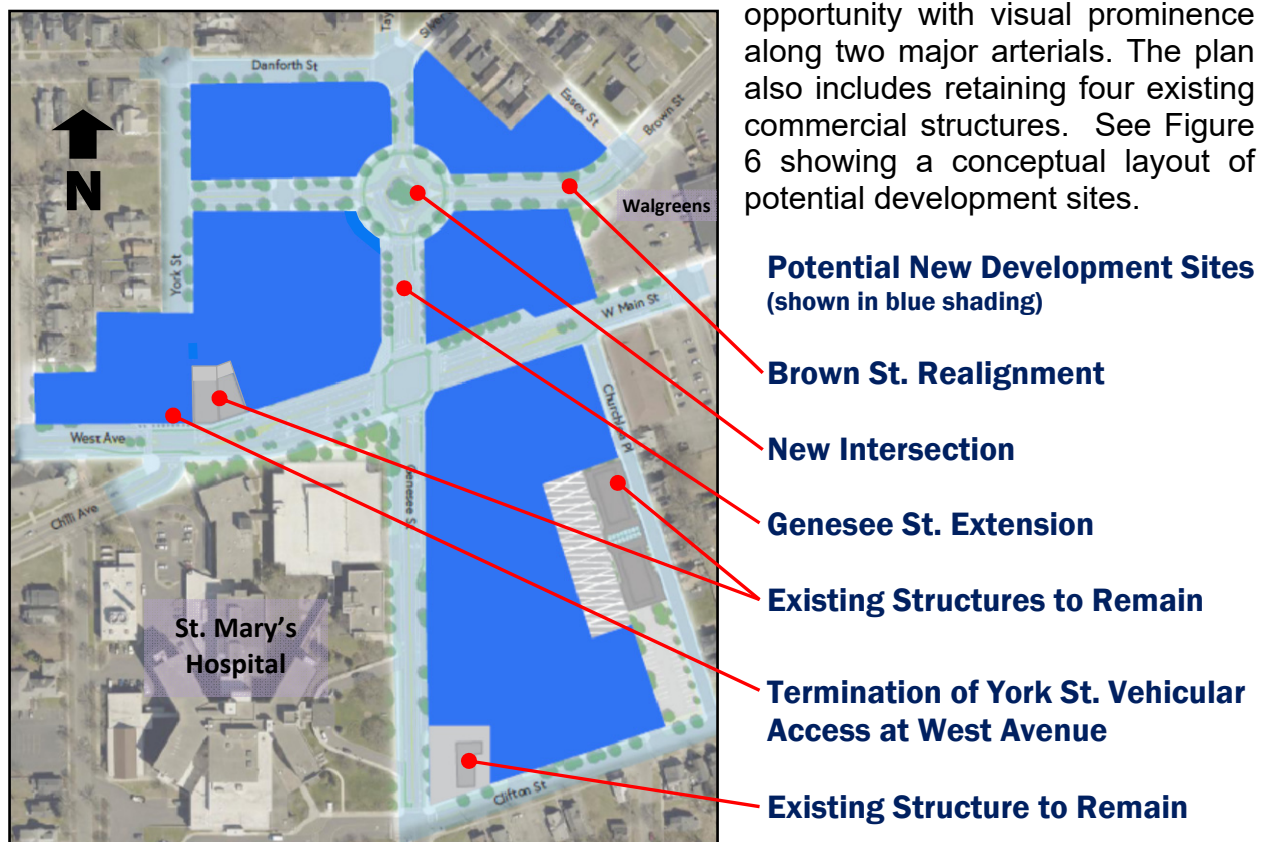 opportunity with visual prominence
along two major arterials. The plan
also includes retaining four existing
commercial structures. See Figure
6 showing a conceptual layout of
potential development sites.
Potential New Development Sites
(shown in blue shading)
Brown St. Realignment
New Intersection
Genesee St. Extension
Existing Structures to Remain
Termination of York St. Vehicular
Access at West Avenue
Existing Structure to Remain
Danforth St
Essex St
Brown St
N
Walgreens
York St
W Main St
West Ave
Genesee St
Chili Ave
St. Mary's
Hospital
Clifton St